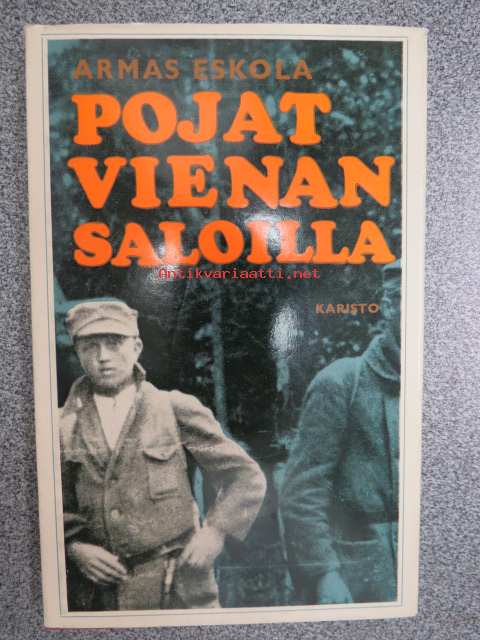 ARMAS ESKOLA
POJAT
VIENAN
SALOILLA
Antikvariaatti.net
KARISTO